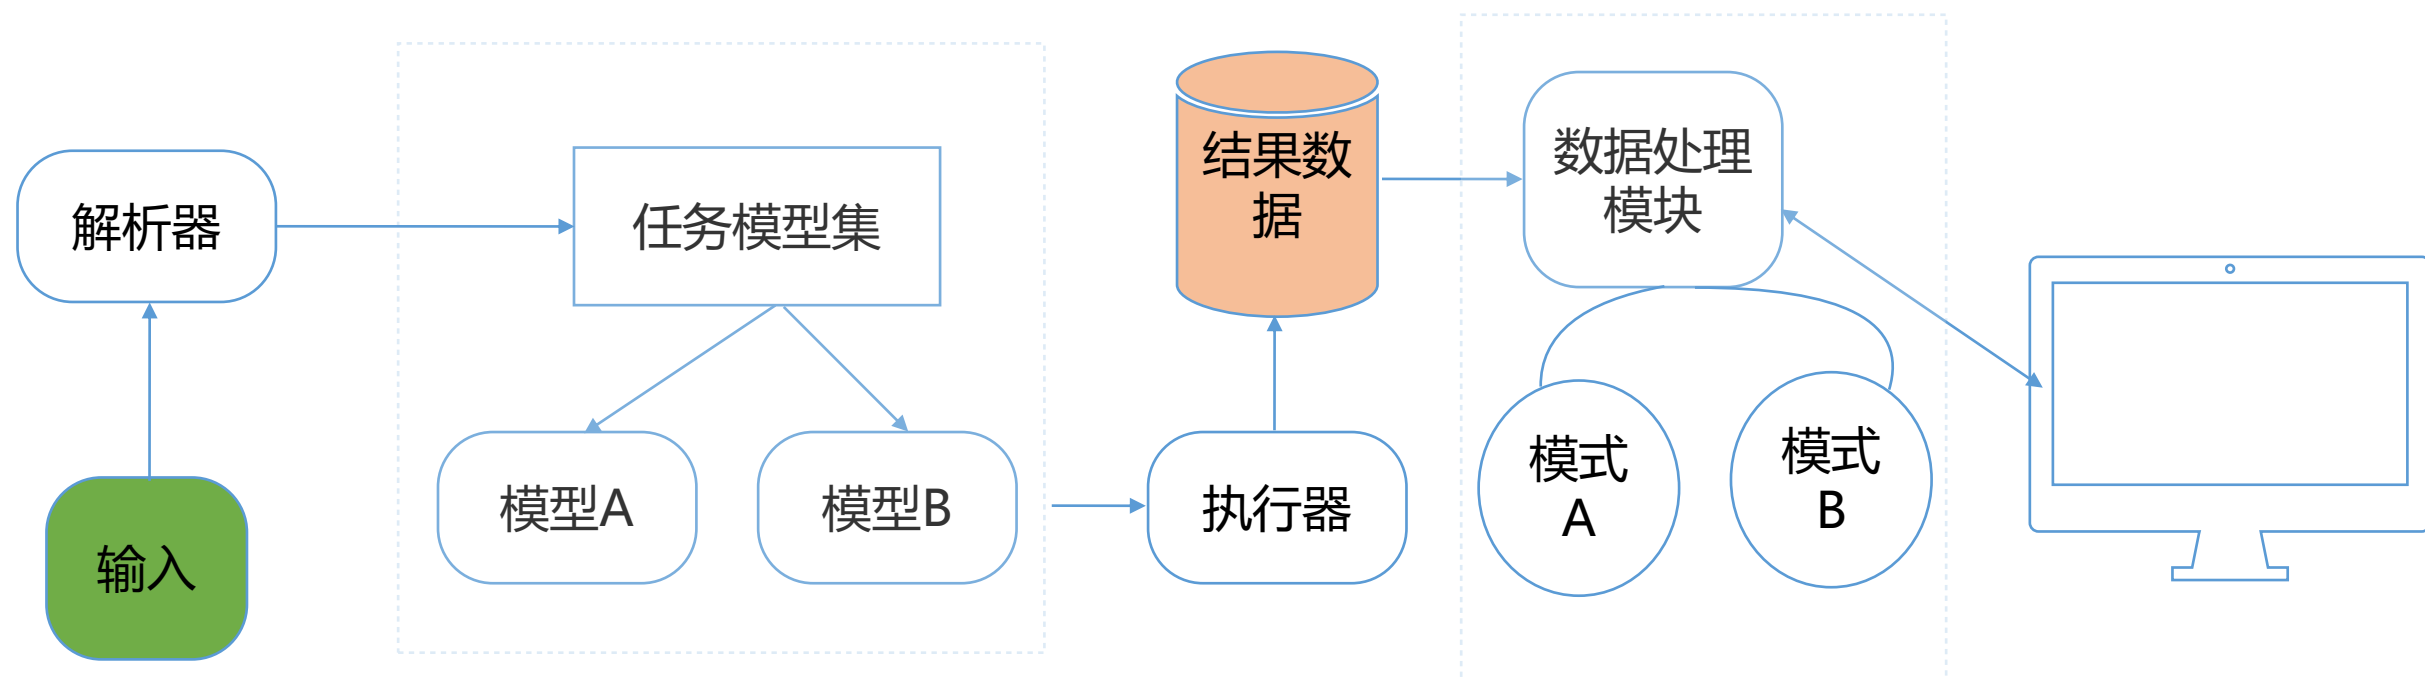 解析器
输入
任务模型集
模型A
模型B
结果数
据
执行器
数据处理
模块
模式
A
模式
B